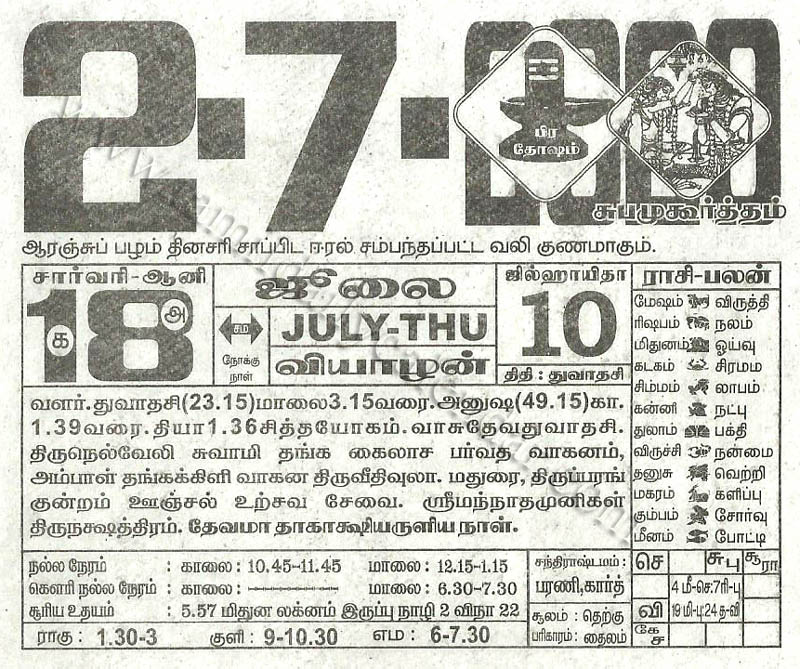 2-7-2020
பிர
தோஷம்
சுபமுகூர்த்தம்
ஆரஞ்சுப் பழம் தினசரி சாப்பிட ஈரல் சம்பந்தப்பட்ட வலி குணமாகும்.
சார்வரி-ஆனி
18
க
அ
ஜூலை
சம
நோக்கு
நாள்
JULY-THU
வியாழன்
ஜில்ஹாயிதா
10
திதி : துவாதசி
ராசி-பலன்
மேஷம் விருத்தி
ரிஷபம் நலம்
மிதுனம் ஓய்வு
கடகம் சிரமம்
சிம்மம் லாபம்
கன்னி நட்பு
துலாம் பக்தி
விருச்சி நன்மை
தனுசு வெற்றி
மகரம் களிப்பு
கும்பம் சோர்வு
மீனம் போட்டி
வளர்.துவாதசி(23.15)மாலை3.15வரை.அனுஷ(49.15)கா.
1.39வரை.தியா1.36சித்தயோகம்.வாசுதேவதுவாதசி.
திருநெல்வேலி சுவாமி தங்க கைலாச பர்வத வாகனம்,
அம்பாள் தங்கக்கிளி வாகன திருவீதிவுலா. மதுரை, திருப்பரங்
குன்றம் ஊஞ்சல் உற்சவ சேவை. ஸ்ரீமந்நாதமுனிகள்
திருநக்ஷத்திரம். தேவமாதாகாக்ஷியருளிய நாள்.
நல்ல நேரம் : காலை: 10.45-11.45 மாலை: 12.15-1.15
கௌரி நல்ல நேரம் : காலை: மாலை: 6.30-7.30
சூரிய உதயம் : 5.57 மிதுன லக்னம் இருப்பு நாழி 2 விநா 22
ராகு : 1.30-3 குளி : 9-10.30 எம : 6-7.30
சந்திராஷ்டமம் :
பரணி,கார்த்
சூலம் : தெற்கு
பரிகாரம் : தைலம்
செ சுபு சூரா
4 மீ-செ:7ரி-பு
வி 19 மி-பு:24 த-வி
கேச